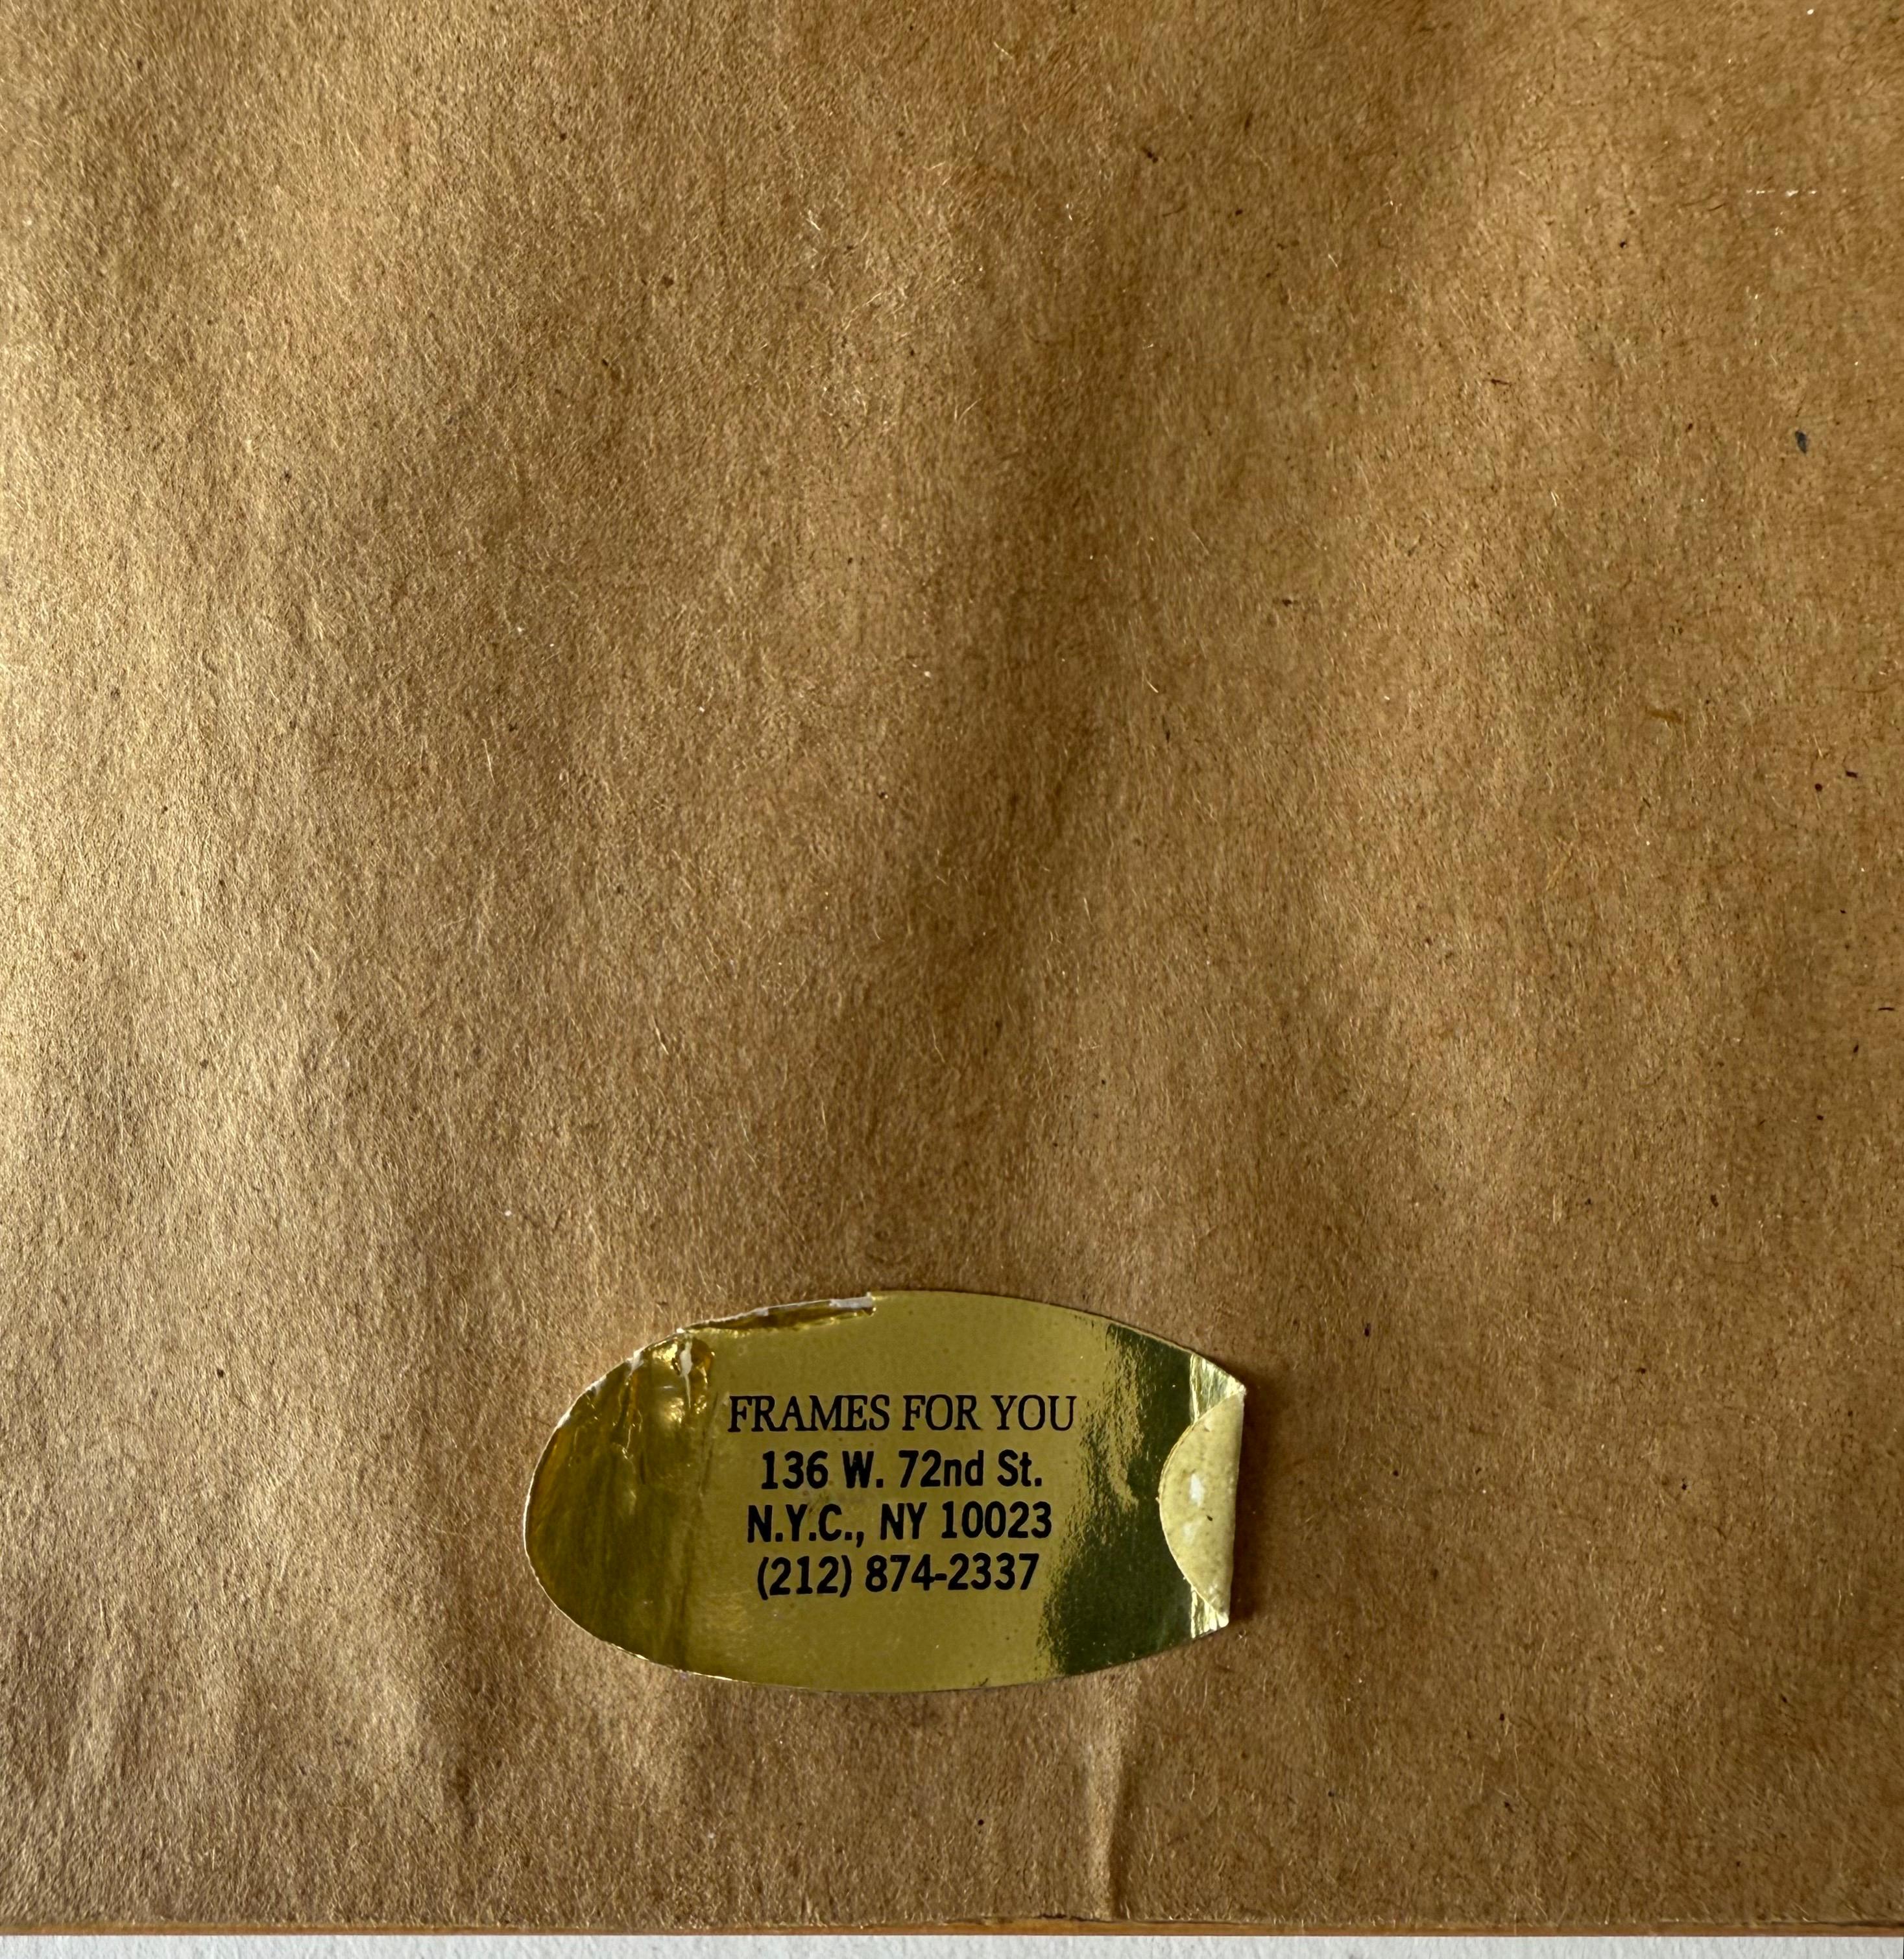 FRAMES FOR YOU
136 W. 72nd St.
N.Y.C., NY 10023
(212) 874-2337